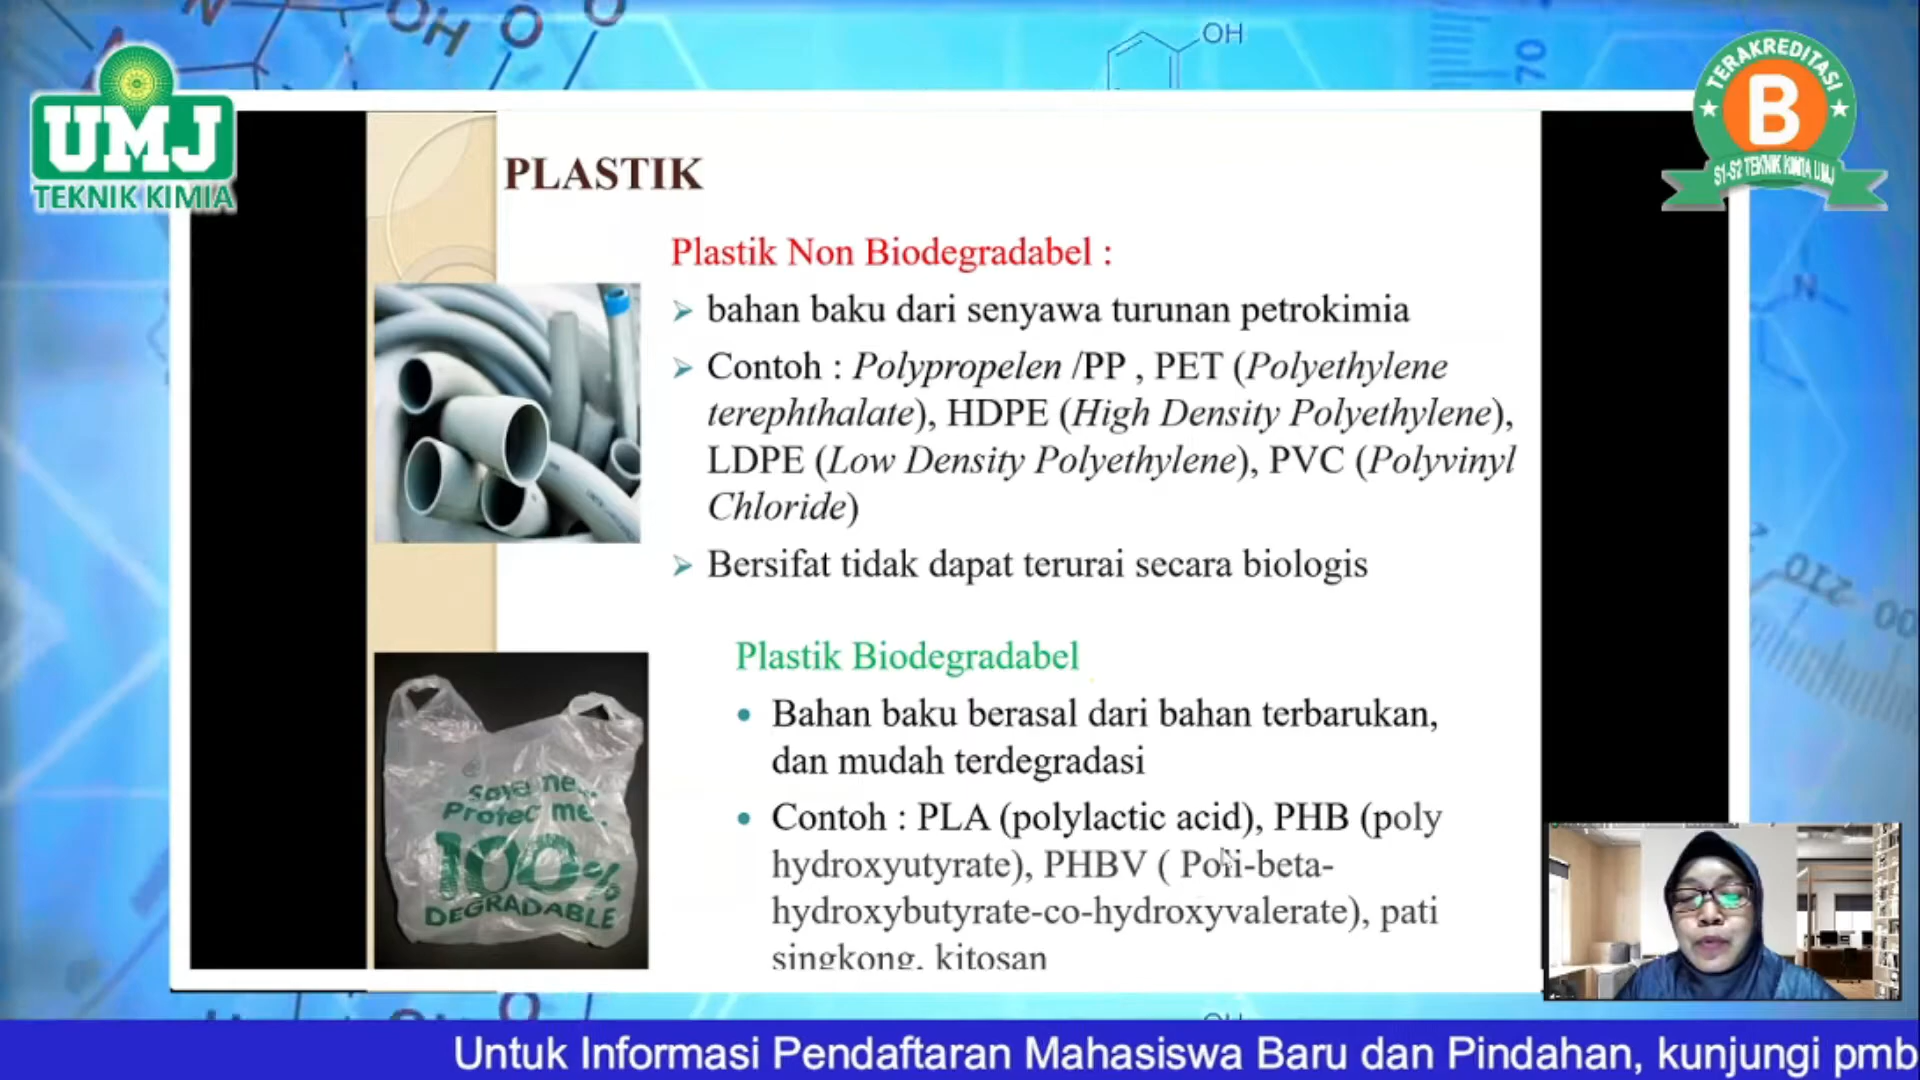 OH
O
O
OH
70
UMJ
TEKNIK KIMIA
TERAKREDITASI
B
S1-S2 TEKNIK KIMIA UMJ
PLASTIK
Plastik Non Biodegradabel :
bahan baku dari senyawa turunan petrokimia
Contoh : Polypropelen /PP , PET (Polyethylene
terephthalate), HDPE (High Density Polyethylene),
LDPE (Low Density Polyethylene), PVC (Polyvinyl
Chloride)
Bersifat tidak dapat terurai secara biologis
N
210
Plastik Biodegradabel
Bahan baku berasal dari bahan terbarukan,
dan mudah terdegradasi
Contoh : PLA (polylactic acid), PHB (poly
hydroxyutyrate), PHBV ( Poli-beta-
hydroxybutyrate-co-hydroxyvalerate), pati
singkong, kitosan
Save me..
Protect me.
100%
DEGRADABLE
Untuk Informasi Pendaftaran Mahasiswa Baru dan Pindahan, kunjungi pmb